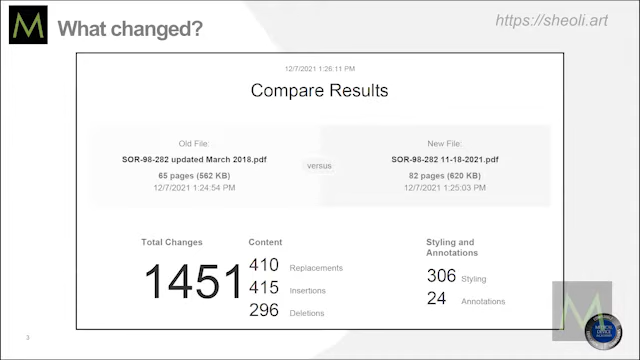 M
What changed?
https://sheoli.art
12/7/2021 1:26:11 PM
Compare Results
Old File:
SOR-98-282 updated March 2018.pdf
65 pages (562 KB)
12/7/2021 1:24:54 PM
versus
New File:
SOR-98-282 11-18-2021.pdf
82 pages (620 KB)
12/7/2021 1:25:03 PM
Total Changes
1451
Content
410 Replacements
415 Insertions
296 Deletions
Styling and
Annotations
306 Styling
24 Annotations
3
M
MEDICAL
OFFICE